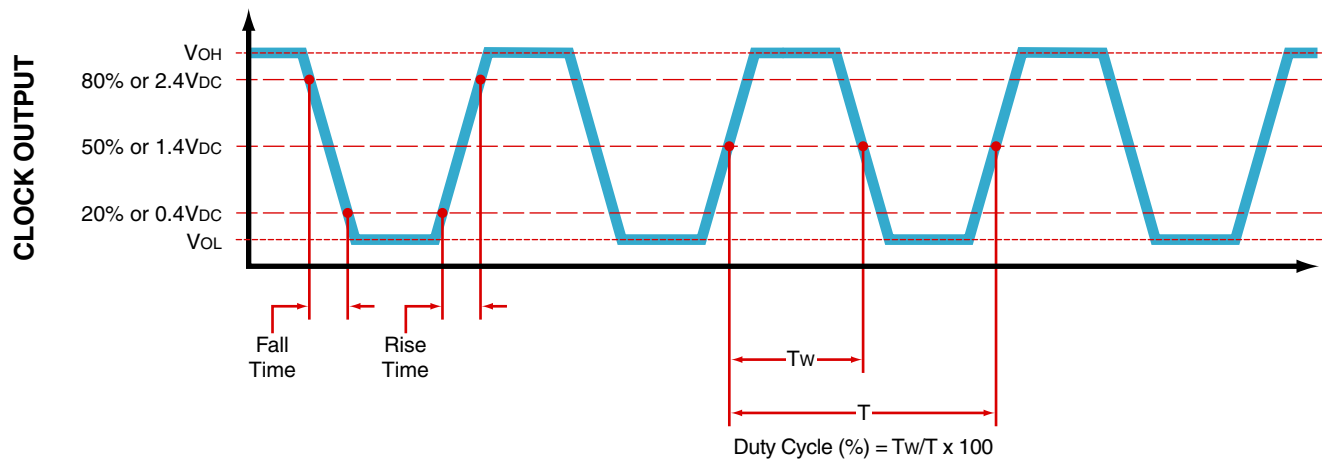 CLOCK OUTPUT
VOH
80% or 2.4VDC
50% or 1.4VDC
20% or 0.4VDC
VOL
Fall
Time
Rise
Time
TW
T
Duty Cycle (%) = TW/T x 100